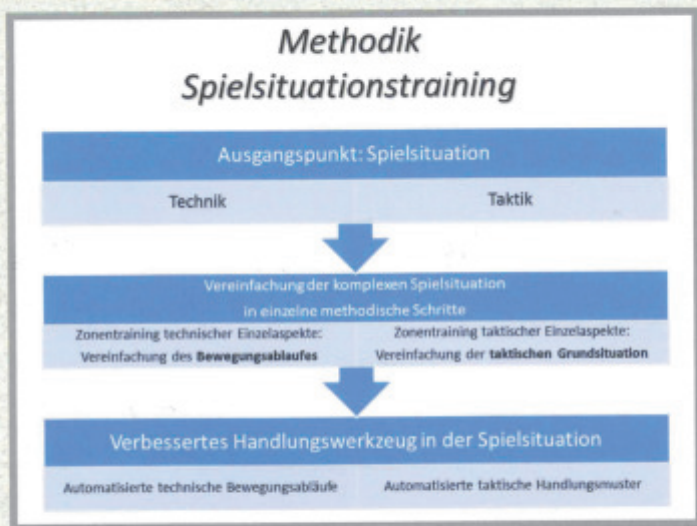 Methodik
Spielsituationstraining
Ausgangspunkt: Spielsituation
Technik
Taktik
Vereinfachung der komplexen Spielsituation
in einzelne methodische Schritte
Zonentraining technischer Einzelaspekte:
Vereinfachung des Bewegungsablaufes
Zonentraining taktischer Einzelaspekte:
Vereinfachung der taktischen Grundsituation
Verbessertes Handlungswerkzeug in der Spielsituation
Automatisierte technische Bewegungsabläufe
Automatisierte taktische Handlungsmuster